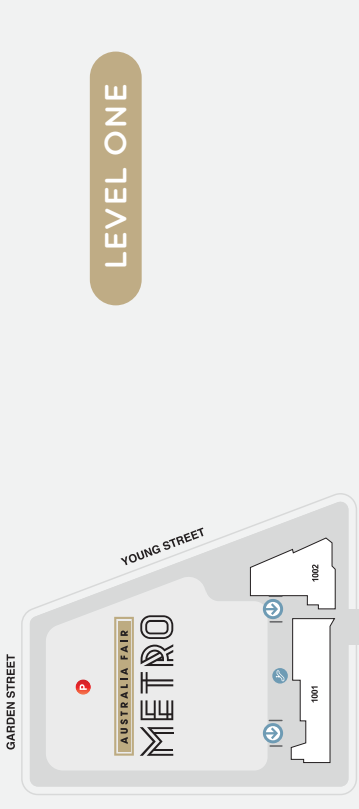 LEVEL ONE
YOUNG STREET
GARDEN STREET
P
AUSTRALIA FAIR
METRO
1002
1001